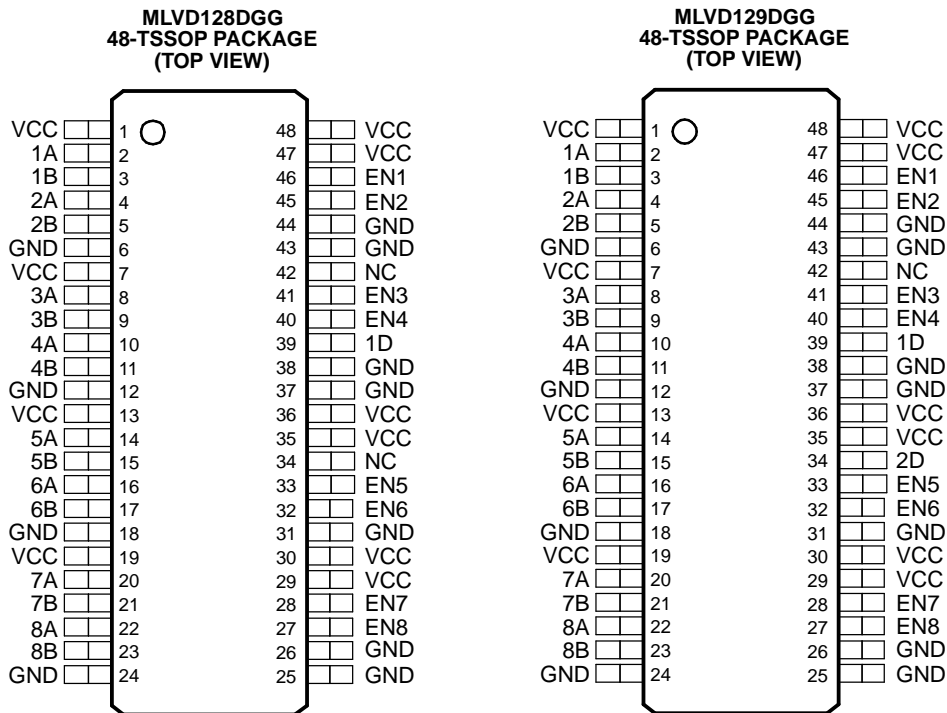 MLVD128DGG
48-TSSOP PACKAGE
(TOP VIEW)
VCC 1 48 VCC
1A 2 47 VCC
1B 3 46 EN1
2A 4 45 EN2
2B 5 44 GND
GND 6 43 GND
VCC 7 42 NC
3A 8 41 EN3
3B 9 40 EN4
4A 10 39 1D
4B 11 38 GND
GND 12 37 GND
VCC 13 36 VCC
5A 14 35 VCC
5B 15 34 NC
6A 16 33 EN5
6B 17 32 EN6
GND 18 31 GND
VCC 19 30 VCC
7A 20 29 VCC
7B 21 28 EN7
8A 22 27 EN8
8B 23 26 GND
GND 24 25 GND
MLVD129DGG
48-TSSOP PACKAGE
(TOP VIEW)
VCC 1 48 VCC
1A 2 47 VCC
1B 3 46 EN1
2A 4 45 EN2
2B 5 44 GND
GND 6 43 GND
VCC 7 42 NC
3A 8 41 EN3
3B 9 40 EN4
4A 10 39 1D
4B 11 38 GND
GND 12 37 GND
VCC 13 36 VCC
5A 14 35 VCC
5B 15 34 2D
6A 16 33 EN5
6B 17 32 EN6
GND 18 31 GND
VCC 19 30 VCC
7A 20 29 VCC
7B 21 28 EN7
8A 22 27 EN8
8B 23 26 GND
GND 24 25 GND